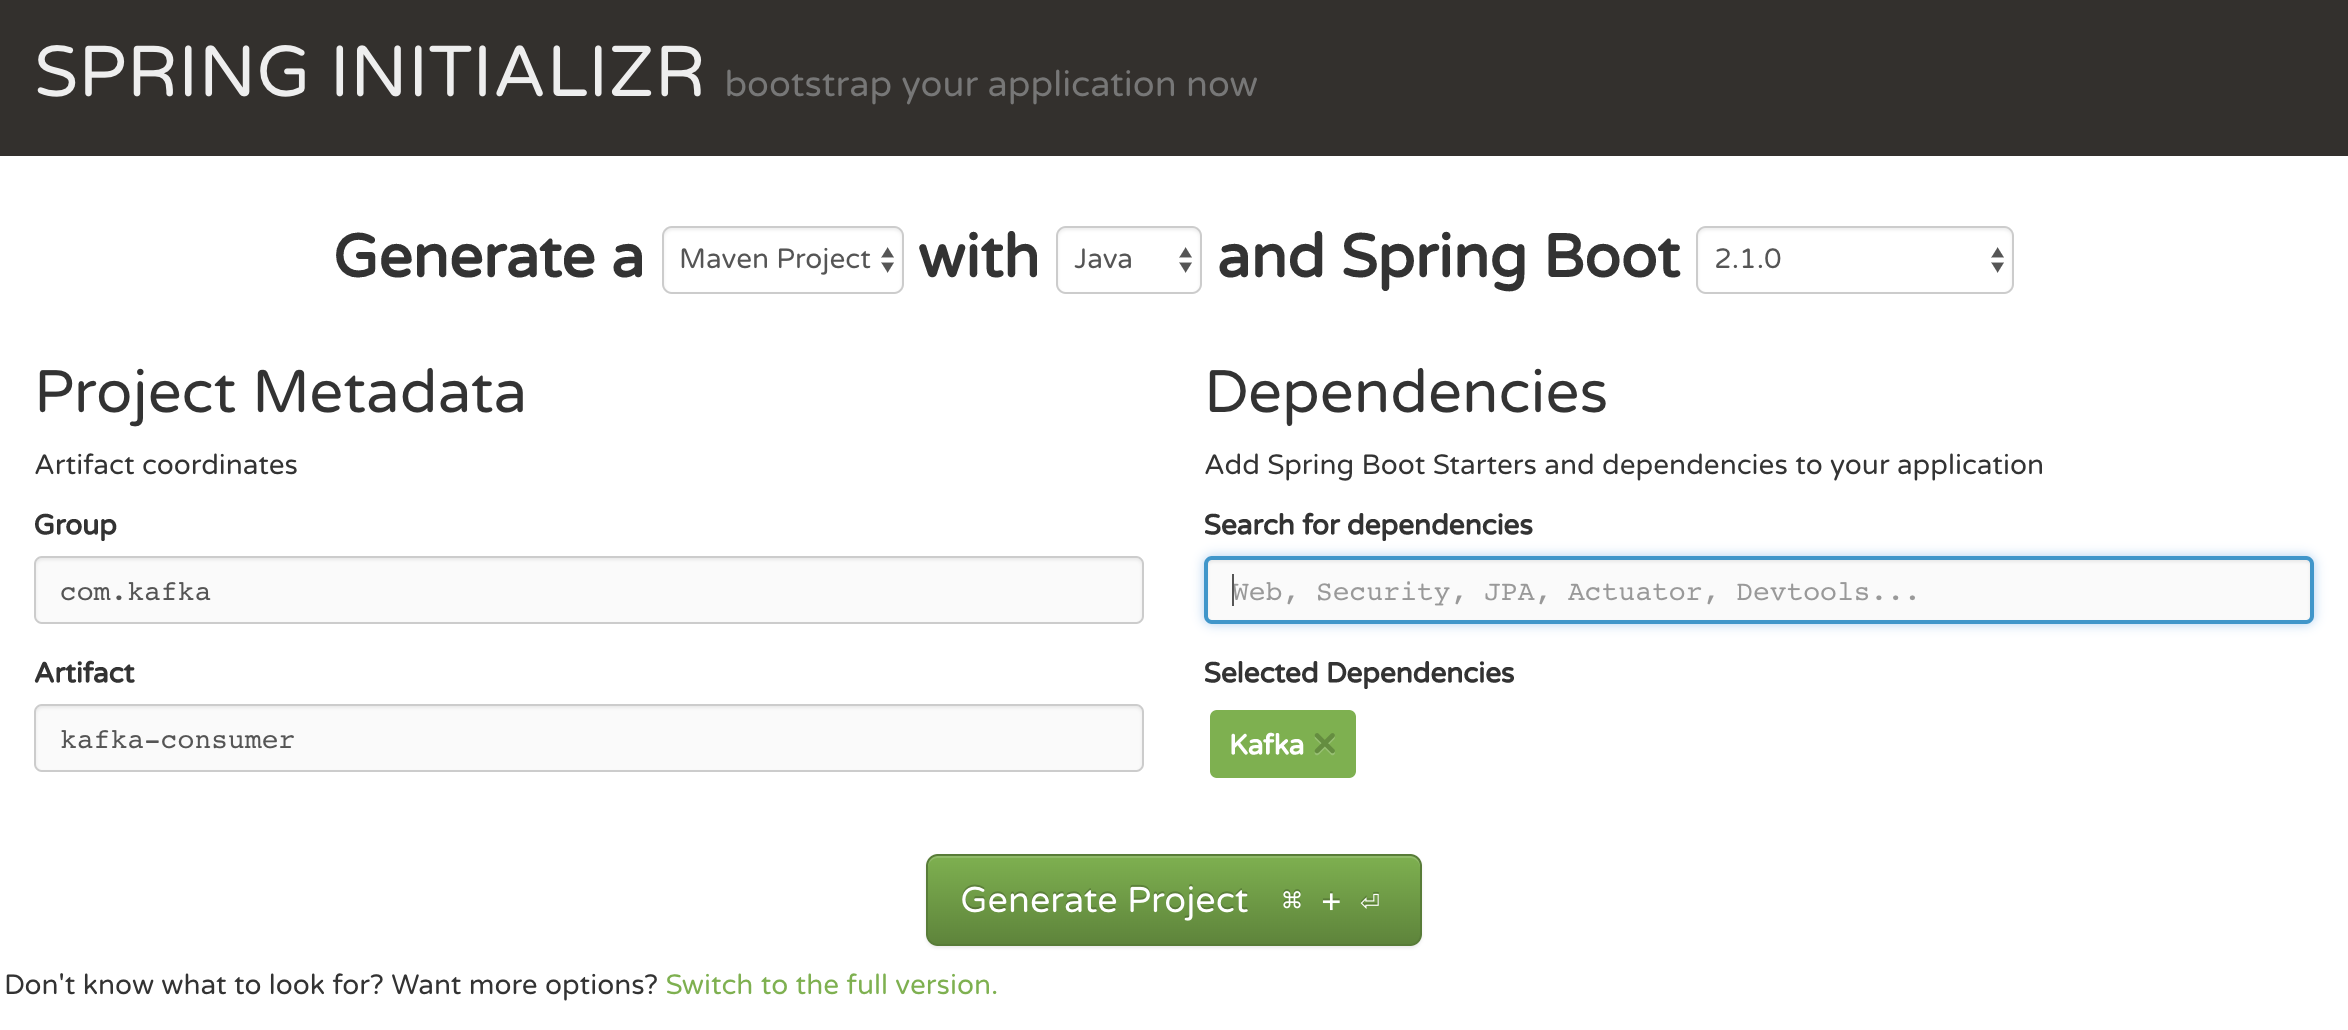 SPRING INITIALIZR bootstrap your application now
Generate a Maven Project with Java and Spring Boot 2.1.0
Project Metadata
Artifact coordinates
Group
com.kafka
Artifact
kafka-consumer
Dependencies
Add Spring Boot Starters and dependencies to your application
Search for dependencies
Web, Security, JPA, Actuator, Devtools...
Selected Dependencies
Kafka ✕
Generate Project ⌘ + ⏎
Don't know what to look for? Want more options? Switch to the full version.